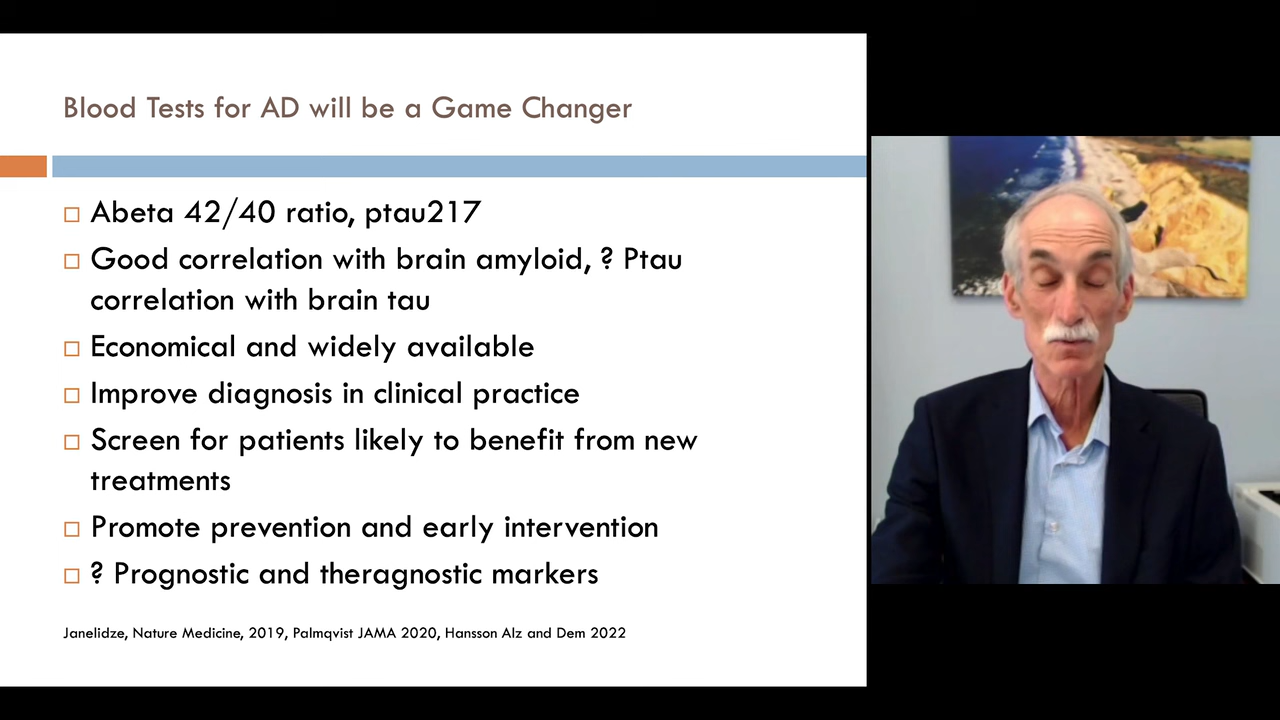 Blood Tests for AD will be a Game Changer
Abeta 42/40 ratio, ptau217
Good correlation with brain amyloid, ? Ptau
correlation with brain tau
Economical and widely available
Improve diagnosis in clinical practice
Screen for patients likely to benefit from new
treatments
Promote prevention and early intervention
? Prognostic and theragnostic markers
Janelidze, Nature Medicine, 2019, Palmqvist JAMA 2020, Hansson Alz and Dem 2022